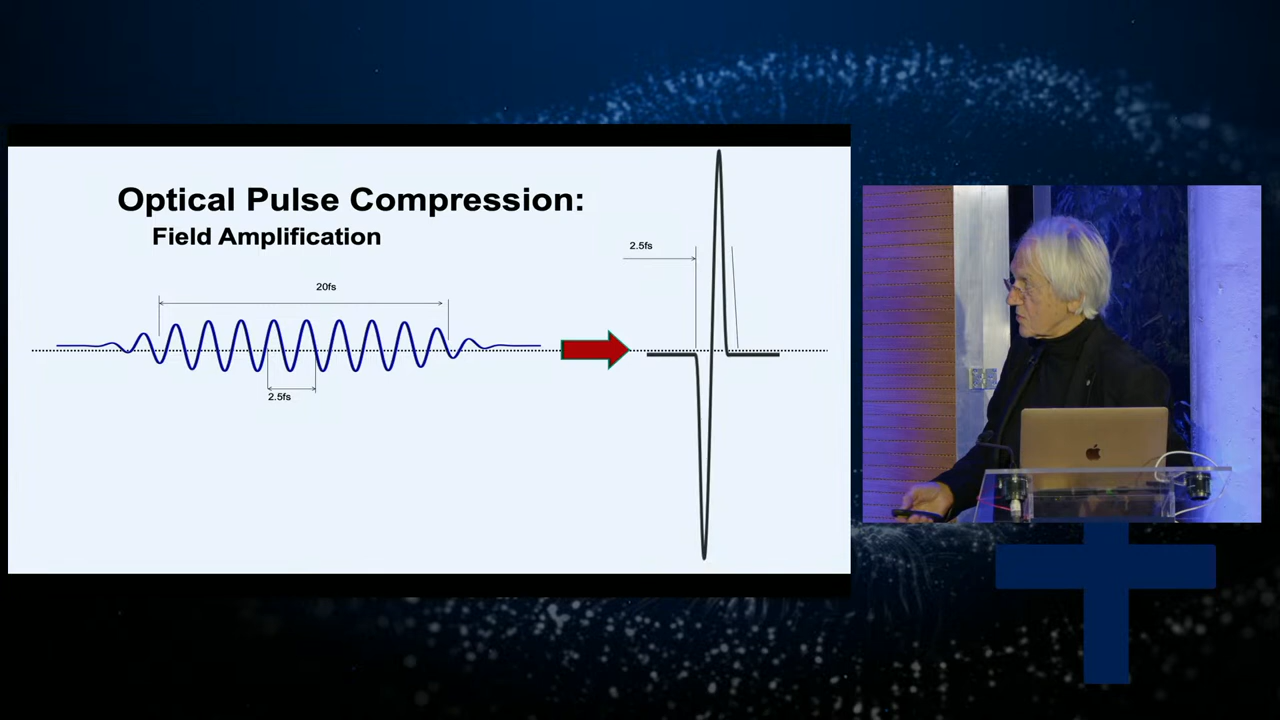 Optical Pulse Compression:
Field Amplification
20fs
2.5fs
2.5fs